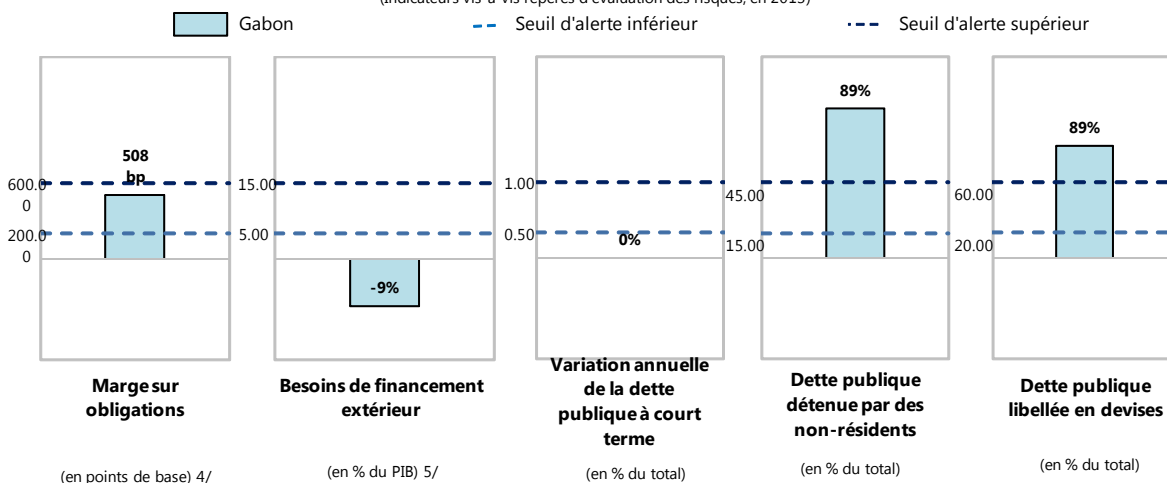 (Indicateurs vis-à-vis repères d'évaluation des risques, en 2015)
Gabon
Seuil d'alerte inférieur
Seuil d'alerte supérieur
508
bp
600.0
0
200.0
0
-9%
15.00
5.00
0%
1.00
0.50
89%
45.00
15.00
89%
60.00
20.00
Marge sur
obligations
(en points de base) 4/
Besoins de financement
extérieur
(en % du PIB) 5/
Variation annuelle
de la dette
publique à court
terme
(en % du total)
Dette publique
détenue par des
non-résidents
(en % du total)
Dette publique
libellée en devises
(en % du total)